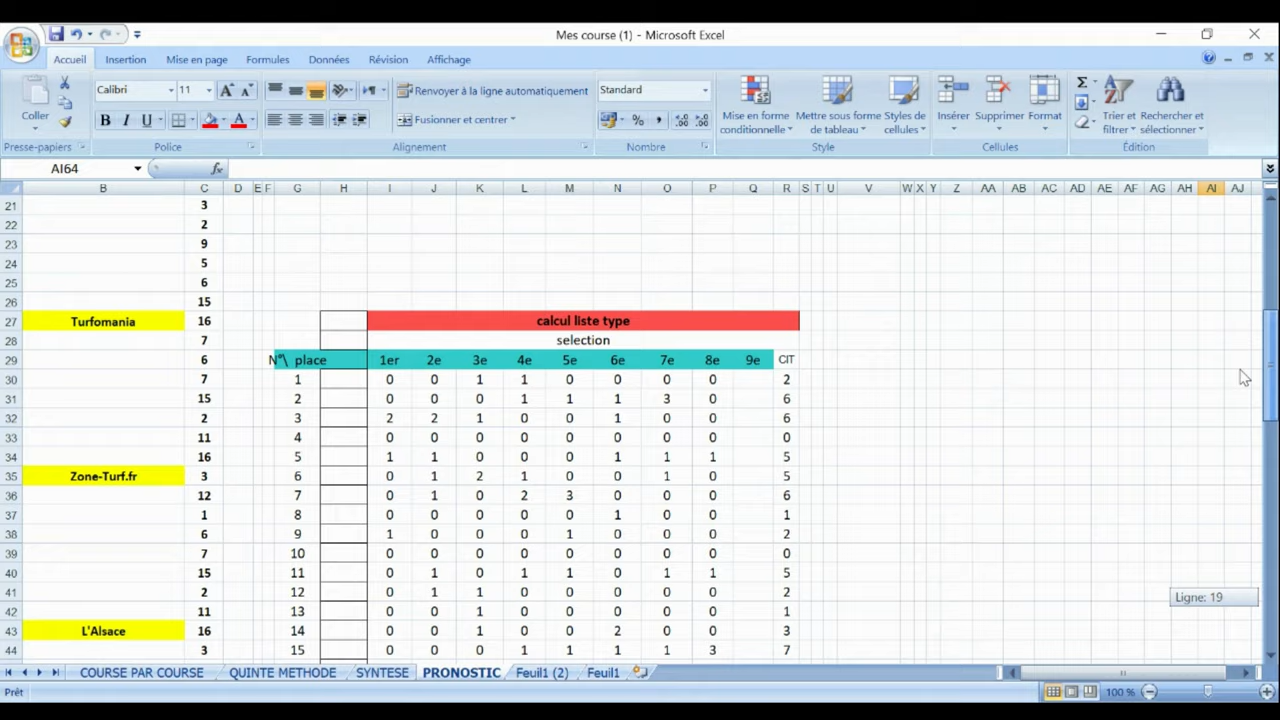 Mes course (1) - Microsoft Excel
Accueil Insertion Mise en page Formules Données Révision Affichage
Calibri 11 Renvoyer à la ligne automatiquement Standard
Coller G I S Fusionner et centrer % 000
Mise en forme conditionnelle Mettre sous forme de tableau Styles de cellules Insérer Supprimer Format Trier et filtrer Rechercher et sélectionner
Presse-papiers Police Alignement Nombre Style Cellules Édition
AI64 fx
B C D E F G H I J K L M N O P Q R S T U V W X Y Z AA AB AC AD AE AF AG AH AI AJ
21 3
22 2
23 9
24 5
25 6
26 15
27 Turfomania 16 calcul liste type
28 7 selection
29 6 N°\ place 1er 2e 3e 4e 5e 6e 7e 8e 9e CIT
30 7 1 0 0 1 1 0 0 0 0 2
31 15 2 0 0 0 1 1 1 3 0 6
32 2 3 2 2 1 0 0 1 0 0 6
33 11 4 0 0 0 0 0 0 0 0 0
34 16 5 1 1 0 0 0 1 1 1 5
35 Zone-Turf.fr 3 6 0 1 2 1 0 0 1 0 5
36 12 7 0 1 0 2 3 0 0 0 6
37 1 8 0 0 0 0 0 1 0 0 1
38 6 9 1 0 0 0 1 0 0 0 2
39 7 10 0 0 0 0 0 0 0 0 0
40 15 11 0 1 0 1 1 0 1 1 5
41 2 12 0 1 1 0 0 0 0 0 2
42 11 13 0 0 1 0 0 0 0 0 1
43 L'Alsace 16 14 0 0 1 0 0 2 0 0 3
44 3 15 0 0 0 1 1 1 1 3 7
Ligne: 19
COURSE PAR COURSE QUINTE METHODE SYNTESE PRONOSTIC Feuil1 (2) Feuil1
Prêt 100 %